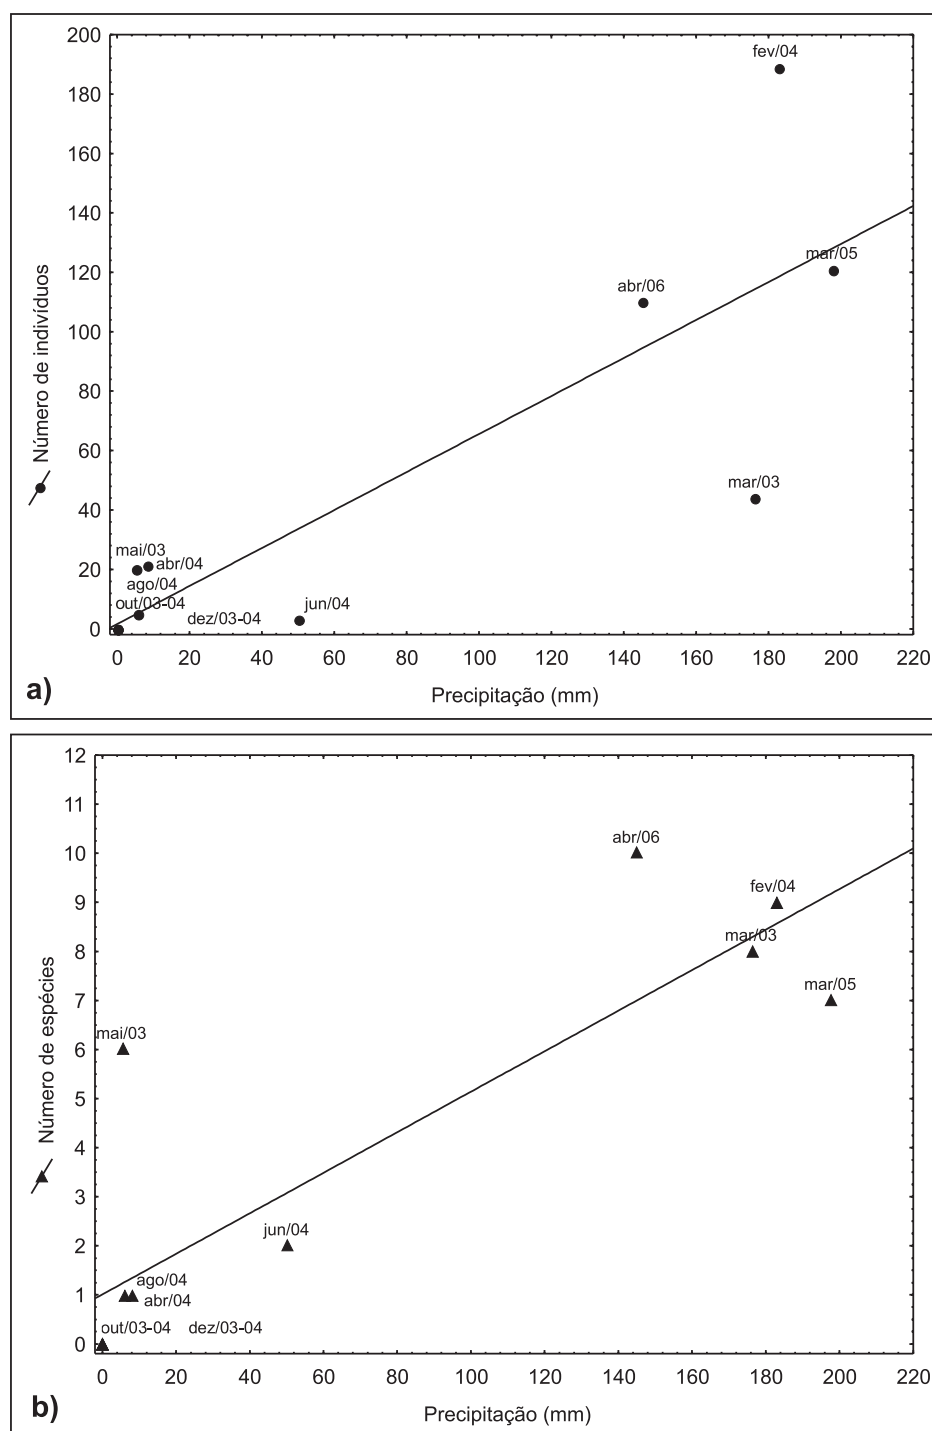 200
180
160
140
120
100
80
60
40
20
0
Número de indivíduos
fev/04
mar/05
abr/06
mar/03
mai/03
abr/04
ago/04
out/03-04
dez/03-04
jun/04
0 20 40 60 80 100 120 140 160 180 200 220
a)
Precipitação (mm)
12
11
10
9
8
7
6
5
4
3
2
1
0
Número de espécies
abr/06
fev/04
mar/03
mar/05
mai/03
jun/04
ago/04
abr/04
out/03-04
dez/03-04
0 20 40 60 80 100 120 140 160 180 200 220
b)
Precipitação (mm)